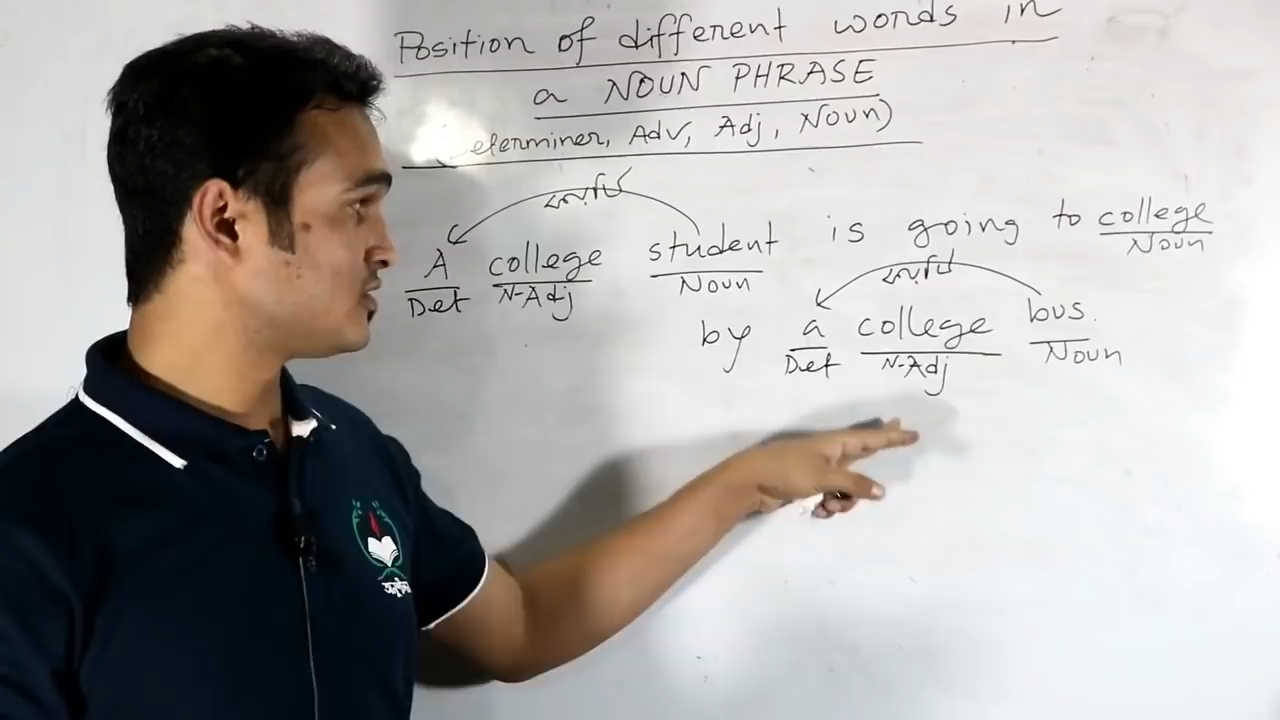 Position of different words in
a NOUN PHRASE
eterminer, Adv, Adj, Noun)
A college student is going to college
Det N-Adj Noun Noun
by a college bus.
Det N-Adj Noun